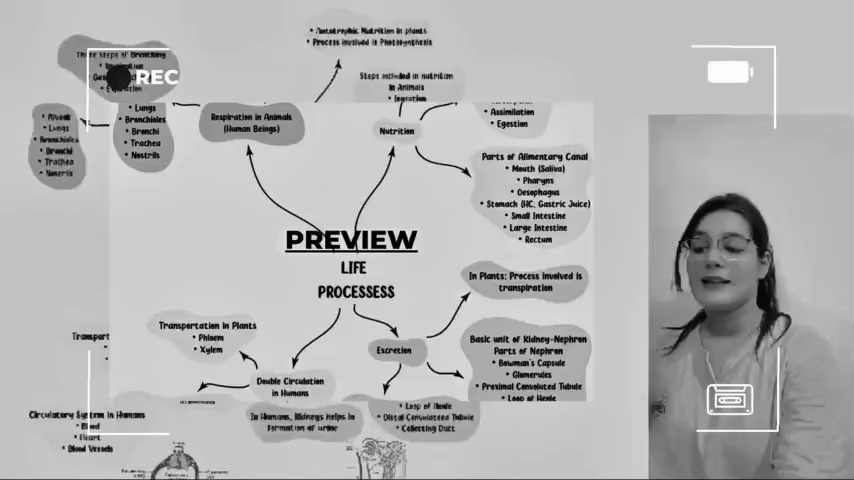 • Autotrophic Nutrition in plants
• Process involved is Photosynthesis
Three steps of Breathing
REC
Steps included in nutrition
in Animals
• Ingestion
• Assimilation
• Egestion
Respiration in Animals
(Human Beings)
Nutrition
• Lungs
• Bronchioles
• Bronchi
• Trachea
• Nostrils
• Alveoli
• Lungs
• Bronchioles
• Bronchi
• Trachea
• Nostrils
Parts of Alimentary Canal
• Mouth (Saliva)
• Pharynx
• Oesophagus
• Stomach (HC, Gastric Juice)
• Small Intestine
• Large Intestine
• Rectum
PREVIEW
LIFE
PROCESSESS
In Plants: Process involved is
transpiration
Transportation in Plants
• Phloem
• Xylem
Excretion
Basic unit of Kidney-Nephron
Parts of Nephron
• Bowman's Capsule
• Glomerules
• Proximal Convoluted Tubule
• Loop of Henle
Double Circulation
in Humans
• Loop of Henle
• Distal Convoluted Tubule
• Collecting Duct
In Humans, Kidneys helps in
formation of urine
Circulatory System in Humans
• Blood
• Heart
• Blood Vessels